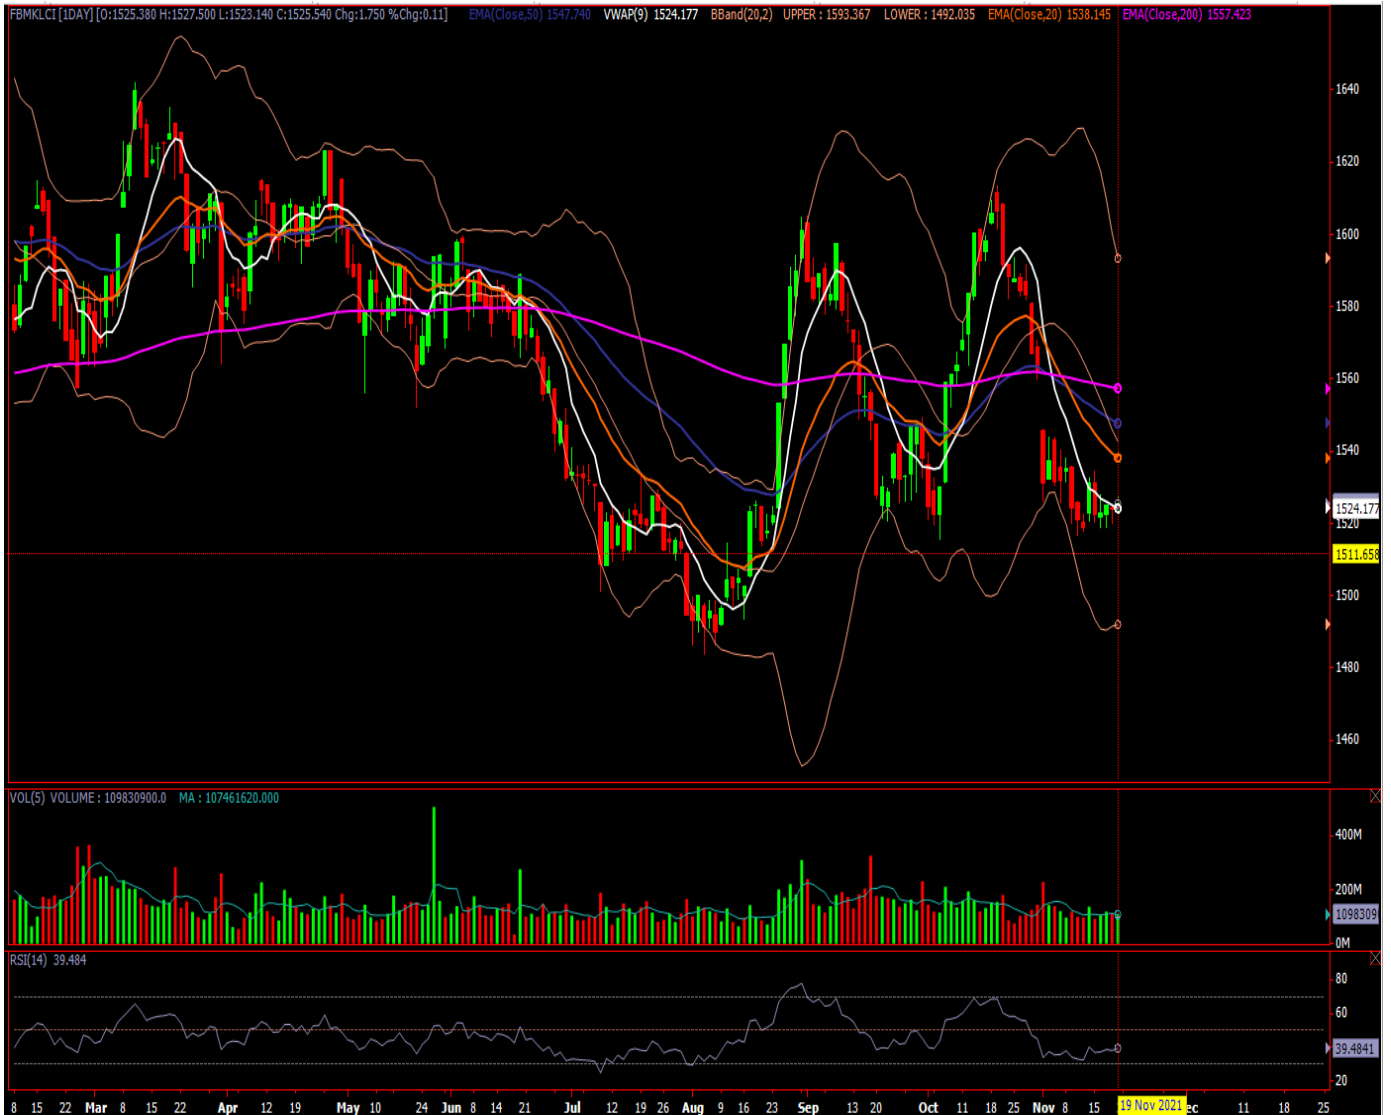 FBMKLCI [1DAY] [O:1525.380 H:1527.500 L:1523.140 C:1525.540 Chg:1.750 %Chg:0.11] EMA(Close,50) 1547.740 VWAP(9) 1524.177 BBand(20,2) UPPER : 1593.367 LOWER : 1492.035 EMA(Close,20) 1538.145 EMA(Close,200) 1557.423
1640
1620
1600
1580
1560
1540
1524.177
1520
1511.658
1500
1480
1460
VOL(5) VOLUME : 109830900.0 MA : 107461620.000
400M
200M
1098309
0M
RSI(14) 39.484
80
60
39.4841
20
8 15 22 Mar 8 15 22 Apr 12 19 May 10 24 Jun 8 14 21 Jul 12 19 26 Aug 9 16 23 Sep 13 20 Oct 11 18 25 Nov 8 15 19 Nov 2021 ec 11 18 25